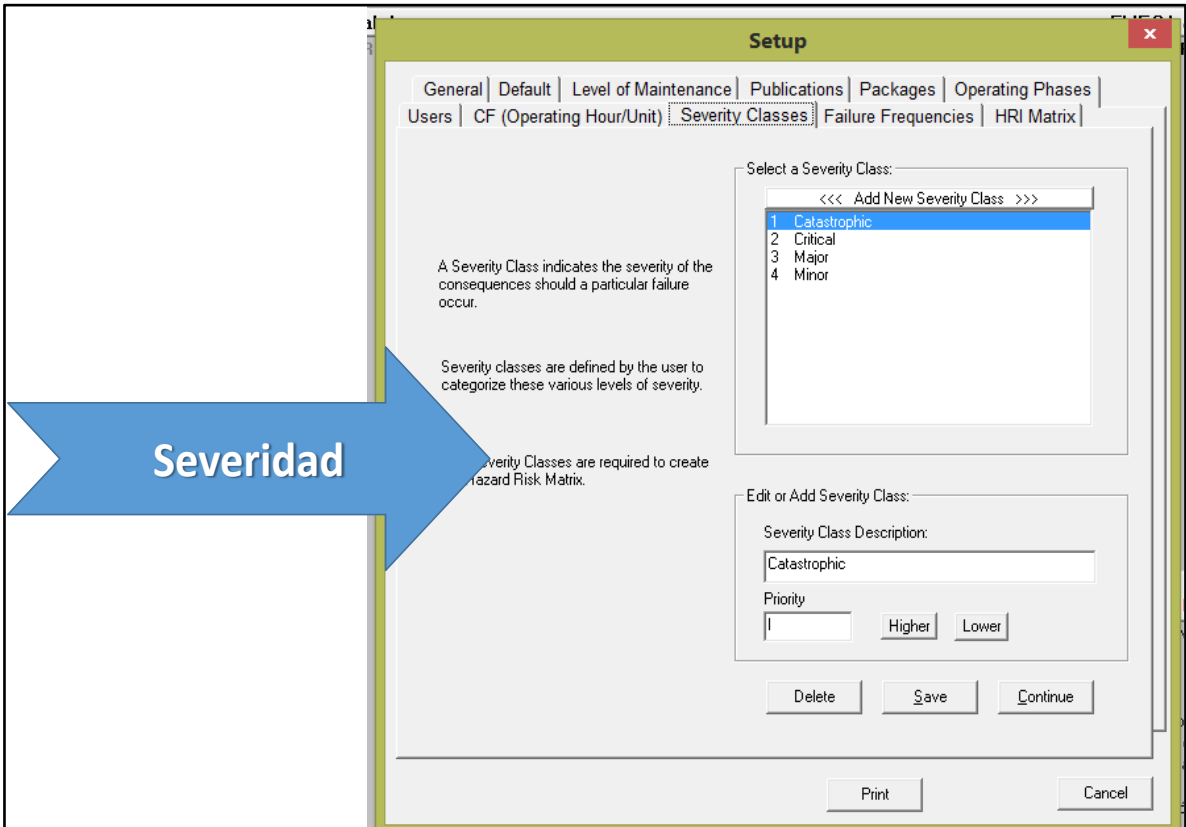 Setup
x
General Default Level of Maintenance Publications Packages Operating Phases
Users CF (Operating Hour/Unit) Severity Classes Failure Frequencies HRI Matrix
A Severity Class indicates the severity of the
consequences should a particular failure
occur.
Severity classes are defined by the user to
categorize these various levels of severity.
Severity Classes are required to create
Hazard Risk Matrix.
Severidad
Select a Severity Class:
<<< Add New Severity Class >>>
1 Catastrophic
2 Critical
3 Major
4 Minor
Edit or Add Severity Class:
Severity Class Description:
Catastrophic
Priority
I
Higher Lower
Delete Save Continue
Print Cancel